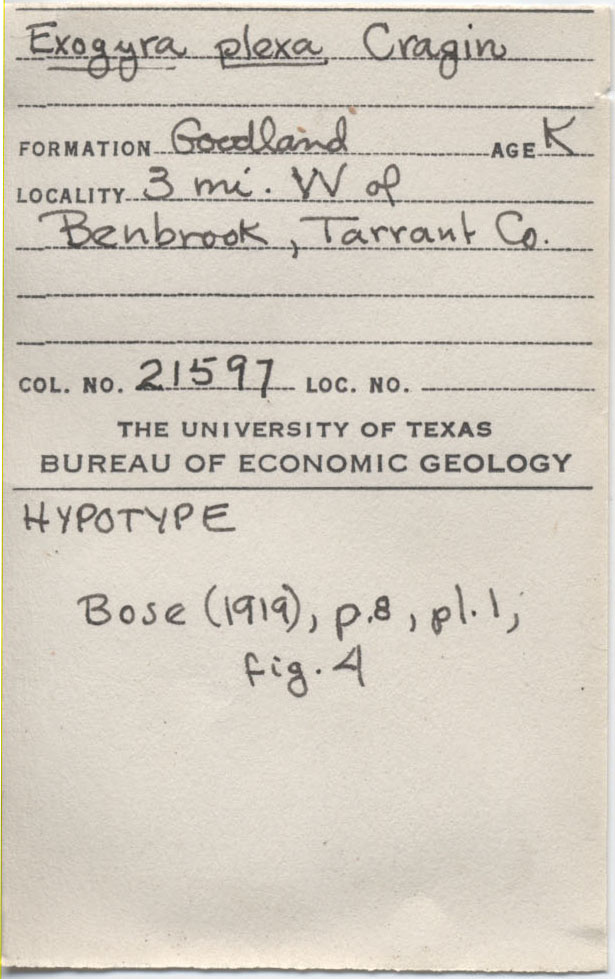 Exogyra plexa Cragin
FORMATION Goodland AGE K
LOCALITY 3 mi. W of
Benbrook, Tarrant Co.
COL. NO. 21597 LOC. NO.
THE UNIVERSITY OF TEXAS
BUREAU OF ECONOMIC GEOLOGY
HYPOTYPE
Bose (1919), p.8, pl.1,
fig. 4